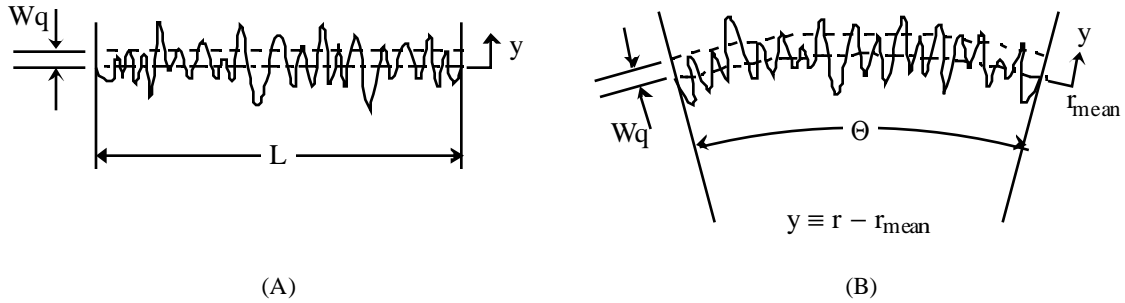 Wq
y
L
(A)
y
r_mean
Wq
Θ
y ≡ r − r_mean
(B)